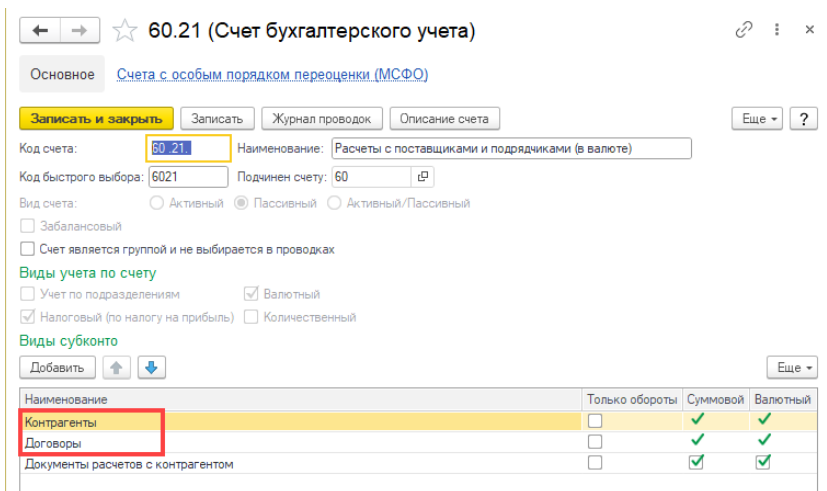 60.21 (Счет бухгалтерского учета)
Основное Счета с особым порядком переоценки (МСФО)
Записать и закрыть Записать Журнал проводок Описание счета Еще ?
Код счета: 60 .21. Наименование: Расчеты с поставщиками и подрядчиками (в валюте)
Код быстрого выбора: 6021 Подчинен счету: 60
Вид счета: Активный Пассивный Активный/Пассивный
Забалансовый
Счет является группой и не выбирается в проводках
Виды учета по счету
Учет по подразделениям Валютный
Налоговый (по налогу на прибыль) Количественный
Виды субконто
Добавить Еще
Наименование Только обороты Суммовой Валютный
Контрагенты
Договоры
Документы расчетов с контрагентом